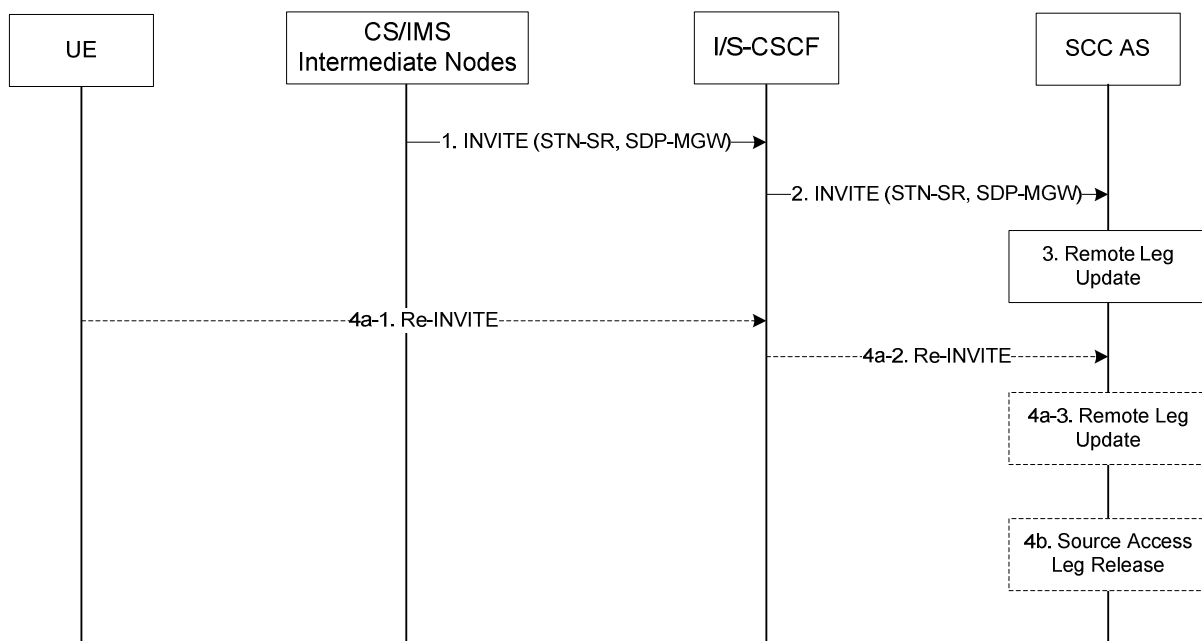 UE
CS/IMS
Intermediate Nodes
I/S-CSCF
SCC AS
1. INVITE (STN-SR, SDP-MGW)
2. INVITE (STN-SR, SDP-MGW)
3. Remote Leg
Update
4a-1. Re-INVITE
4a-2. Re-INVITE
4a-3. Remote Leg
Update
4b. Source Access
Leg Release